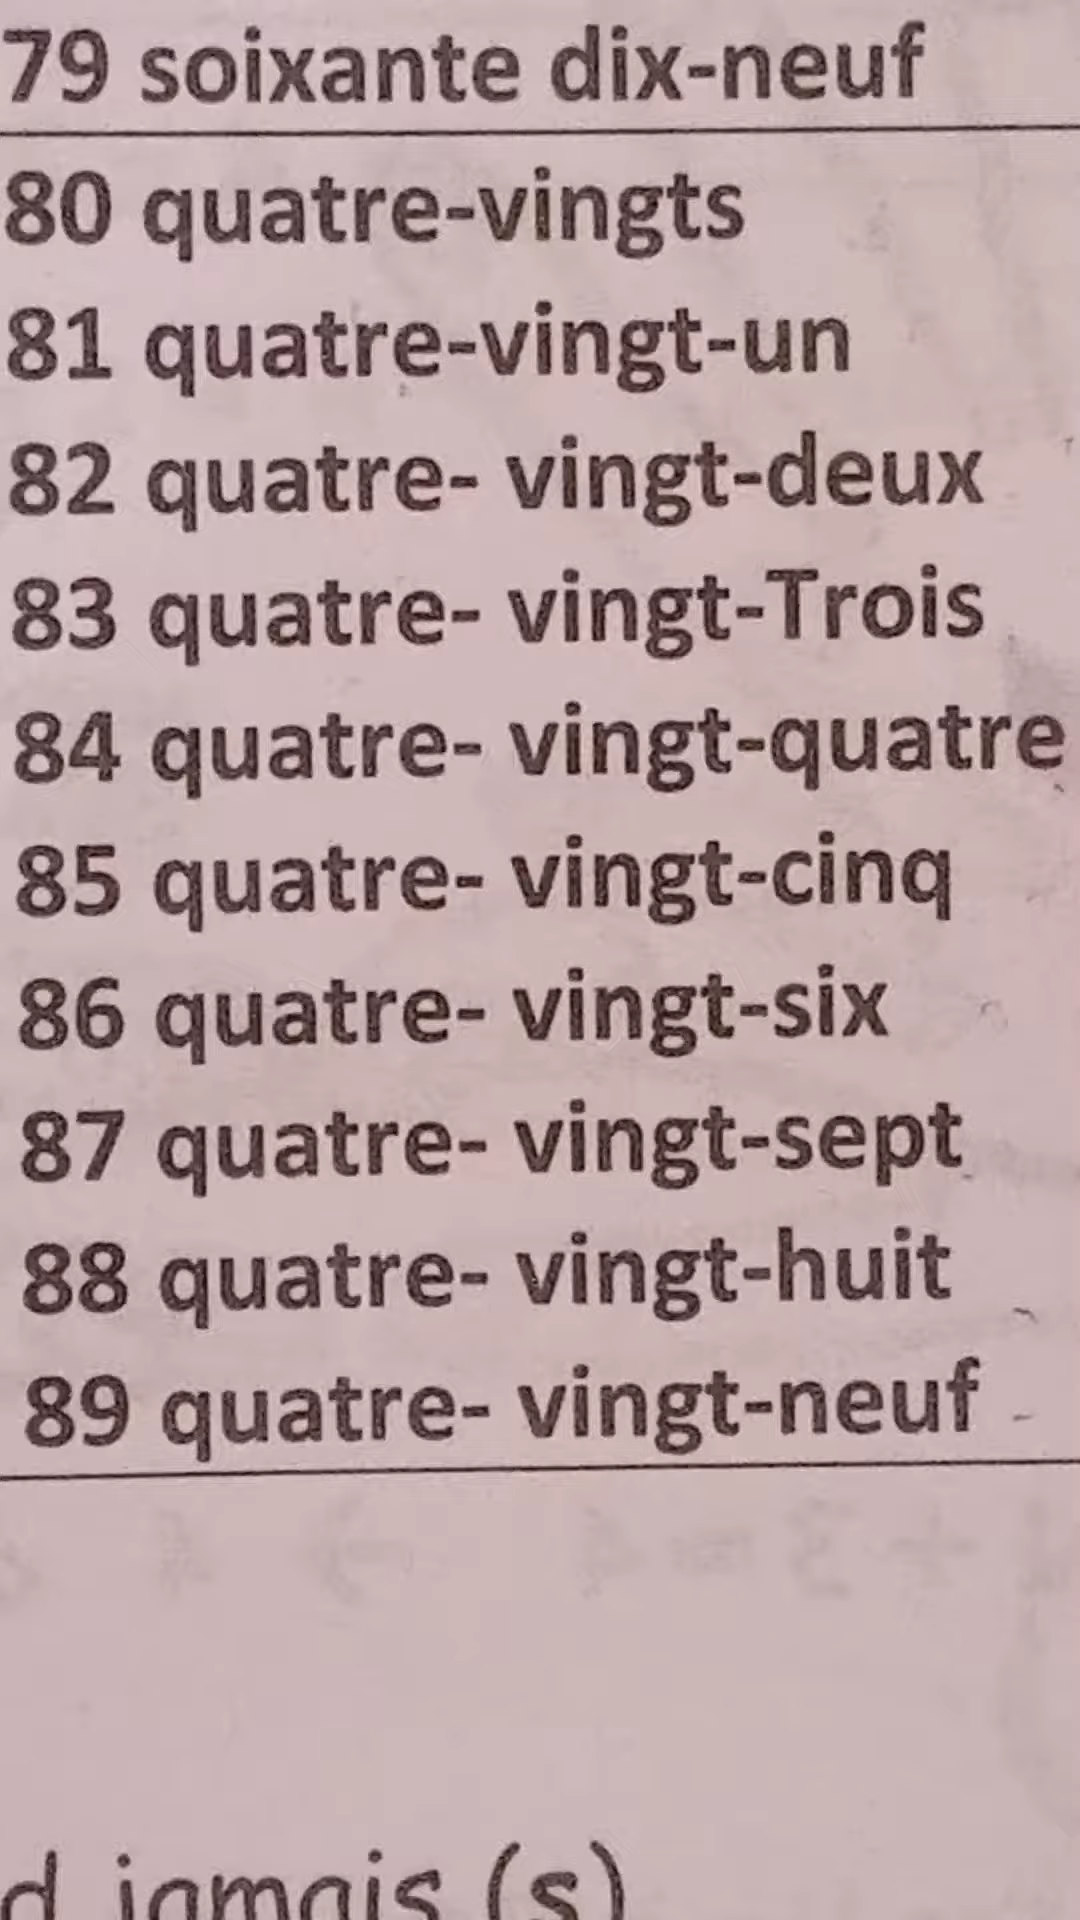 79 soixante dix-neuf
80 quatre-vingts
81 quatre-vingt-un
82 quatre- vingt-deux
83 quatre- vingt-Trois
84 quatre- vingt-quatre
85 quatre- vingt-cinq
86 quatre- vingt-six
87 quatre- vingt-sept
88 quatre- vingt-huit
89 quatre- vingt-neuf
jamais (s)